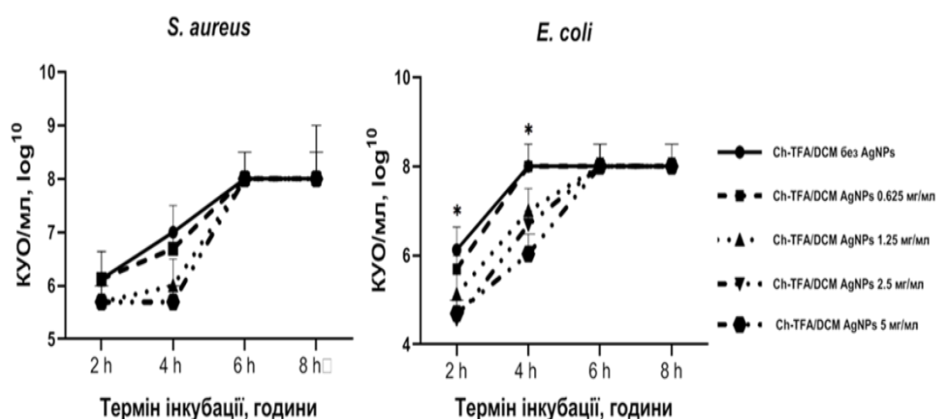 S. aureus
КУО/мл, log10
10
9
8
7
6
5
2 h
4 h
6 h
8 h
Термін інкубації, години
E. coli
КУО/мл, log10
10
8
6
4
*
*
2 h
4 h
6 h
8 h
Термін інкубації, години
Ch-TFA/DCM без AgNPs
Ch-TFA/DCM AgNPs 0.625 мг/мл
Ch-TFA/DCM AgNPs 1.25 мг/мл
Ch-TFA/DCM AgNPs 2.5 мг/мл
Ch-TFA/DCM AgNPs 5 мг/мл